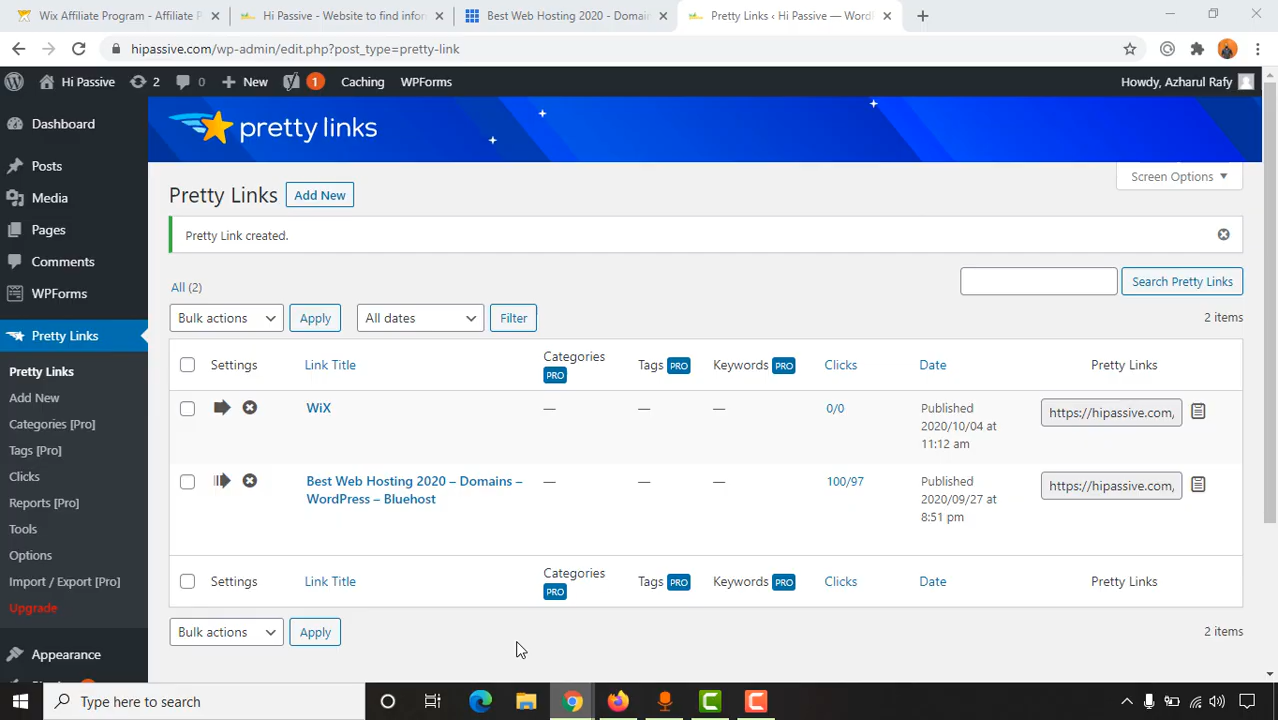 Wix Affiliate Program - Affiliate P
Hi Passive - Website to find infor
Best Web Hosting 2020 - Domain
Pretty Links ‹ Hi Passive — WordP
hipassive.com/wp-admin/edit.php?post_type=pretty-link
Hi Passive 2 0 New 1 Caching WPForms Howdy, Azharul Rafy
Dashboard
Posts
Media
Pages
Comments
WPForms
Pretty Links
Pretty Links
Add New
Categories [Pro]
Tags [Pro]
Clicks
Reports [Pro]
Tools
Options
Import / Export [Pro]
Upgrade
Appearance
pretty links
Screen Options
Pretty Links Add New
Pretty Link created.
All (2)
Search Pretty Links
Bulk actions Apply All dates Filter 2 items
Settings Link Title Categories PRO Tags PRO Keywords PRO Clicks Date Pretty Links
WiX — — — 0/0 Published https://hipassive.com,
2020/10/04 at
11:12 am
Best Web Hosting 2020 – Domains – — — — 100/97 Published https://hipassive.com,
WordPress – Bluehost 2020/09/27 at
8:51 pm
Settings Link Title Categories PRO Tags PRO Keywords PRO Clicks Date Pretty Links
Bulk actions Apply 2 items
Type here to search